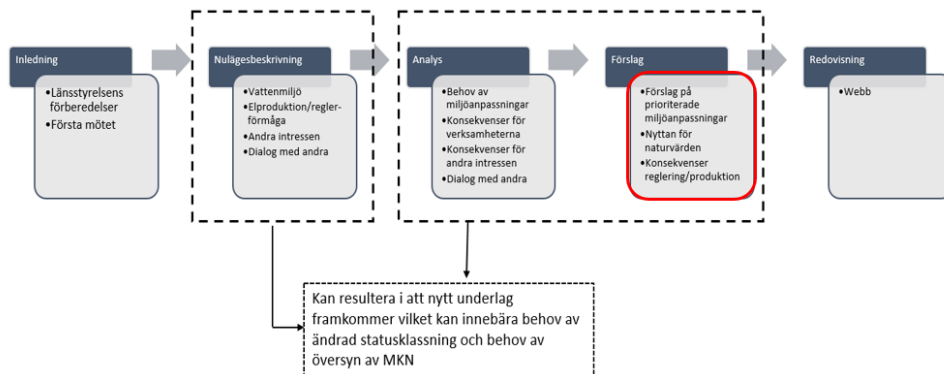 Inledning
•Länsstyrelsens
förberedelser
•Första mötet
Nulägesbeskrivning
•Vattenmiljö
•Elproduktion/regler-
förmåga
•Andra intressen
•Dialog med andra
Analys
•Behov av
miljöanpassningar
•Konsekvenser för
verksamheterna
•Konsekvenser för
andra intressen
•Dialog med andra
Förslag
•Förslag på
prioriterade
miljöanpassningar
•Nyttan för
naturvärden
•Konsekvenser
reglering/produktion
Redovisning
•Webb
Kan resultera i att nytt underlag
framkommer vilket kan innebära behov av
ändrad statusklassning och behov av
översyn av MKN